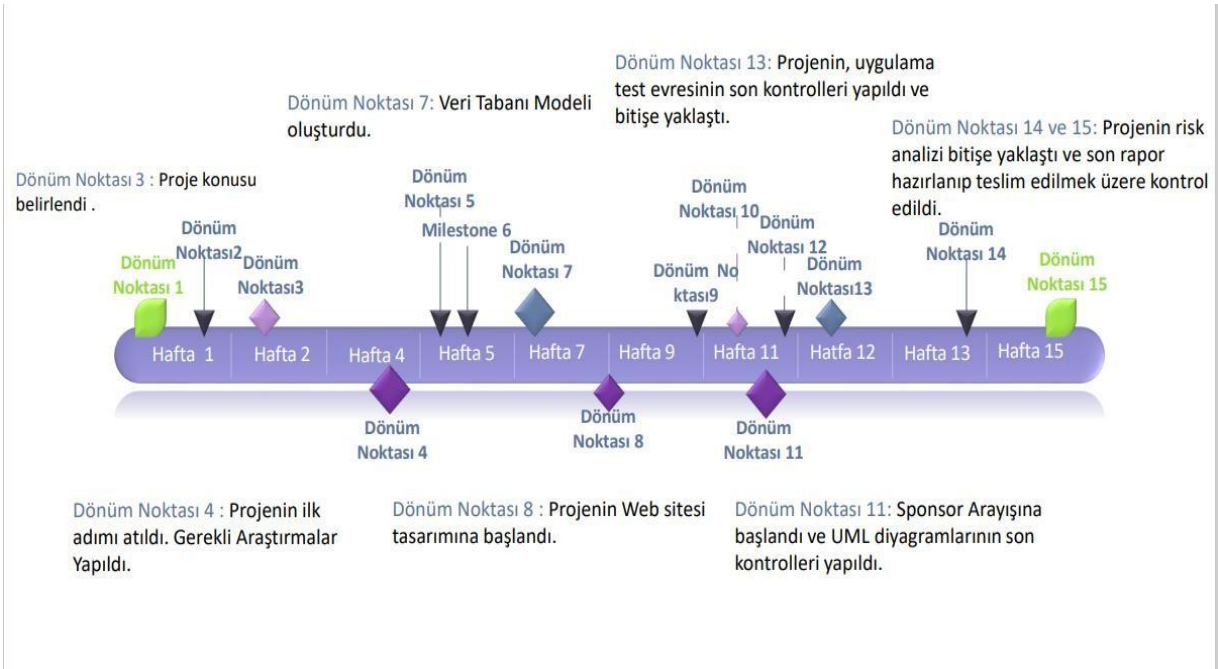 Dönüm Noktası 13: Projenin, uygulama
test evresinin son kontrolleri yapıldı ve
bitişe yaklaştı.
Dönüm Noktası 7: Veri Tabanı Modeli
oluşturdu.
Dönüm Noktası 14 ve 15: Projenin risk
analizi bitişe yaklaştı ve son rapor
hazırlanıp teslim edilmek üzere kontrol
edildi.
Dönüm Noktası 3 : Proje konusu
belirlendi .
Dönüm
Noktası 1
Dönüm
Noktası2
Dönüm
Noktası3
Dönüm
Noktası 5
Milestone 6
Dönüm
Noktası 7
Dönüm No
ktası9
Dönüm
Noktası 10
Dönüm
Noktası 12
Dönüm
Noktası13
Dönüm
Noktası 14
Dönüm
Noktası 15
Hafta 1
Hafta 2
Hafta 4
Hafta 5
Hafta 7
Hafta 9
Hafta 11
Hatfa 12
Hafta 13
Hafta 15
Dönüm
Noktası 4
Dönüm
Noktası 8
Dönüm
Noktası 11
Dönüm Noktası 4 : Projenin ilk
adımı atıldı. Gerekli Araştırmalar
Yapıldı.
Dönüm Noktası 8 : Projenin Web sitesi
tasarımına başlandı.
Dönüm Noktası 11: Sponsor Arayışına
başlandı ve UML diyagramlarının son
kontrolleri yapıldı.